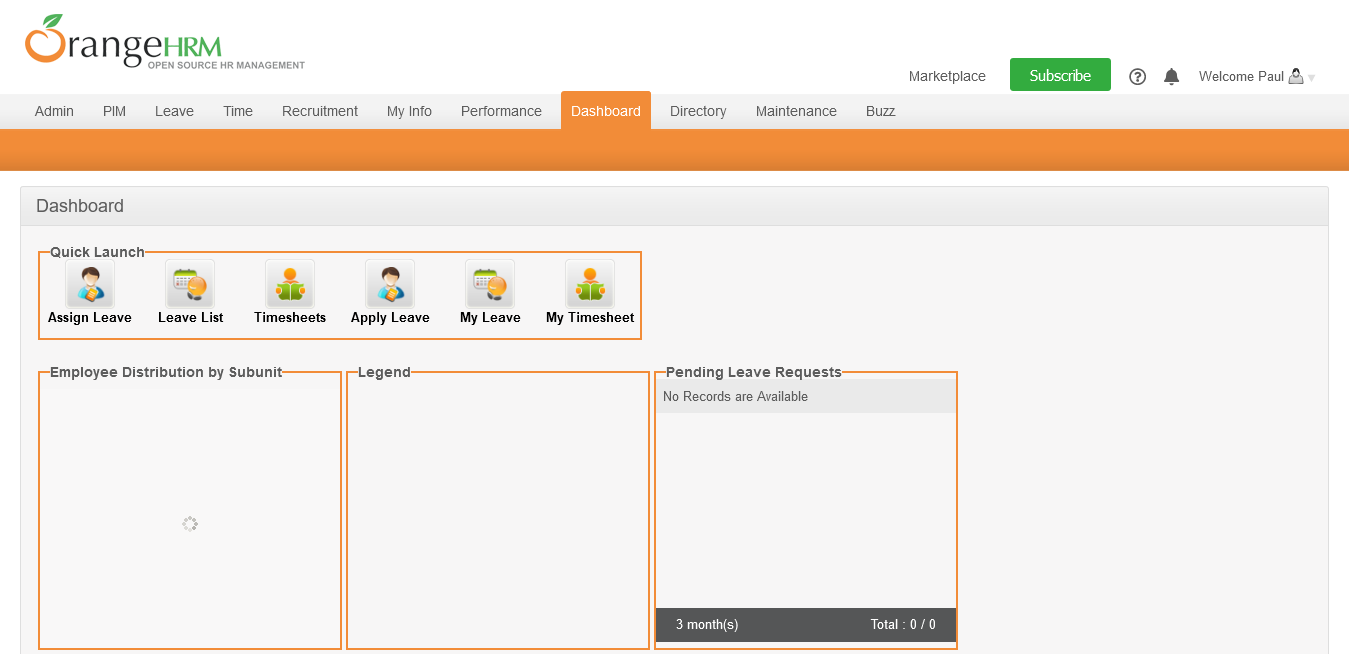 OrangeHRM
OPEN SOURCE HR MANAGEMENT
Marketplace Subscribe Welcome Paul
Admin PIM Leave Time Recruitment My Info Performance Dashboard Directory Maintenance Buzz
Dashboard
Quick Launch
Assign Leave Leave List Timesheets Apply Leave My Leave My Timesheet
Employee Distribution by Subunit Legend Pending Leave Requests
No Records are Available
3 month(s) Total : 0 / 0